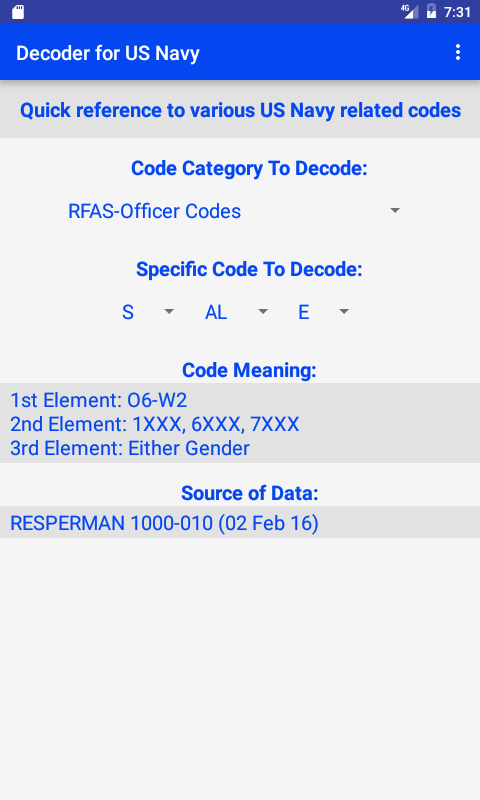 4G 7:31
Decoder for US Navy
Quick reference to various US Navy related codes
Code Category To Decode:
RFAS-Officer Codes
Specific Code To Decode:
S AL E
Code Meaning:
1st Element: O6-W2
2nd Element: 1XXX, 6XXX, 7XXX
3rd Element: Either Gender
Source of Data:
RESPERMAN 1000-010 (02 Feb 16)